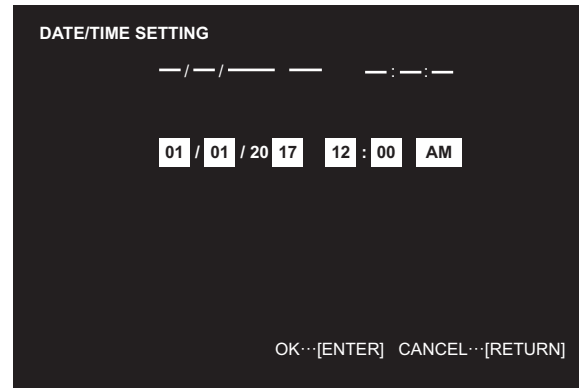 DATE/TIME SETTING
––/––/–––– –– ––:––:––
01 / 01 / 20 17 12 : 00 AM
OK···[ENTER] CANCEL···[RETURN]